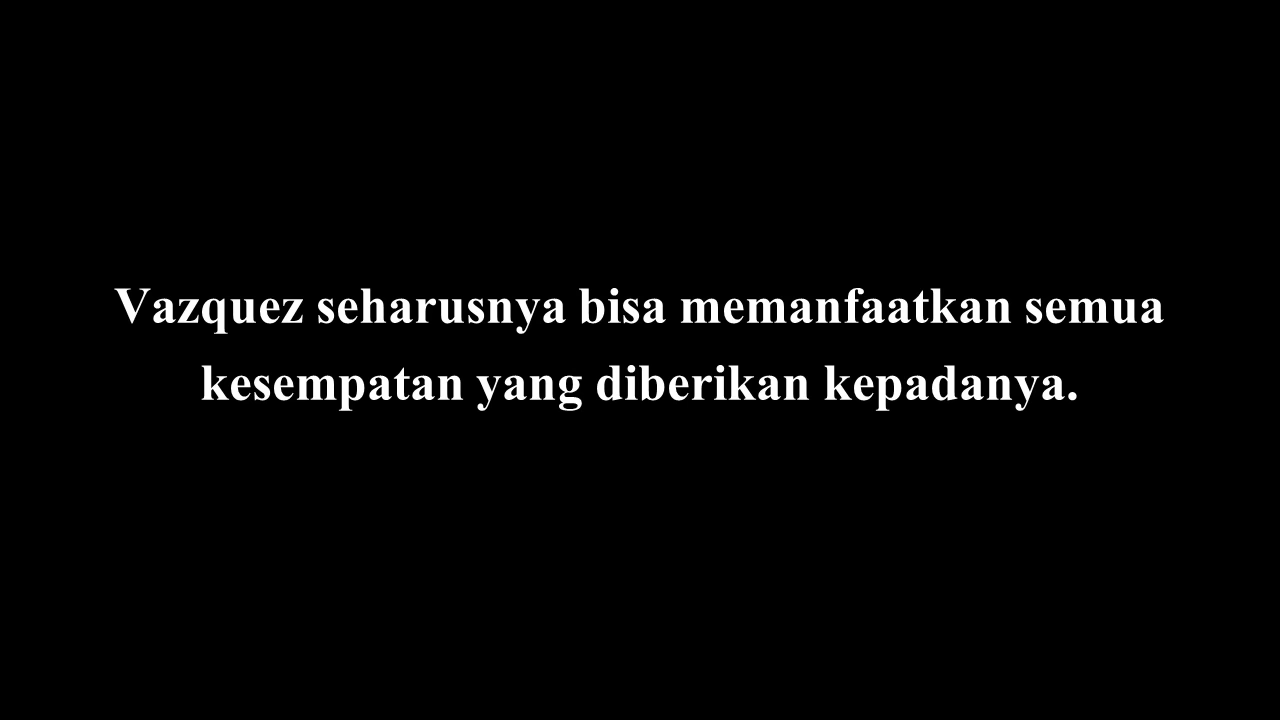 Vazquez seharusnya bisa memanfaatkan semua
kesempatan yang diberikan kepadanya.